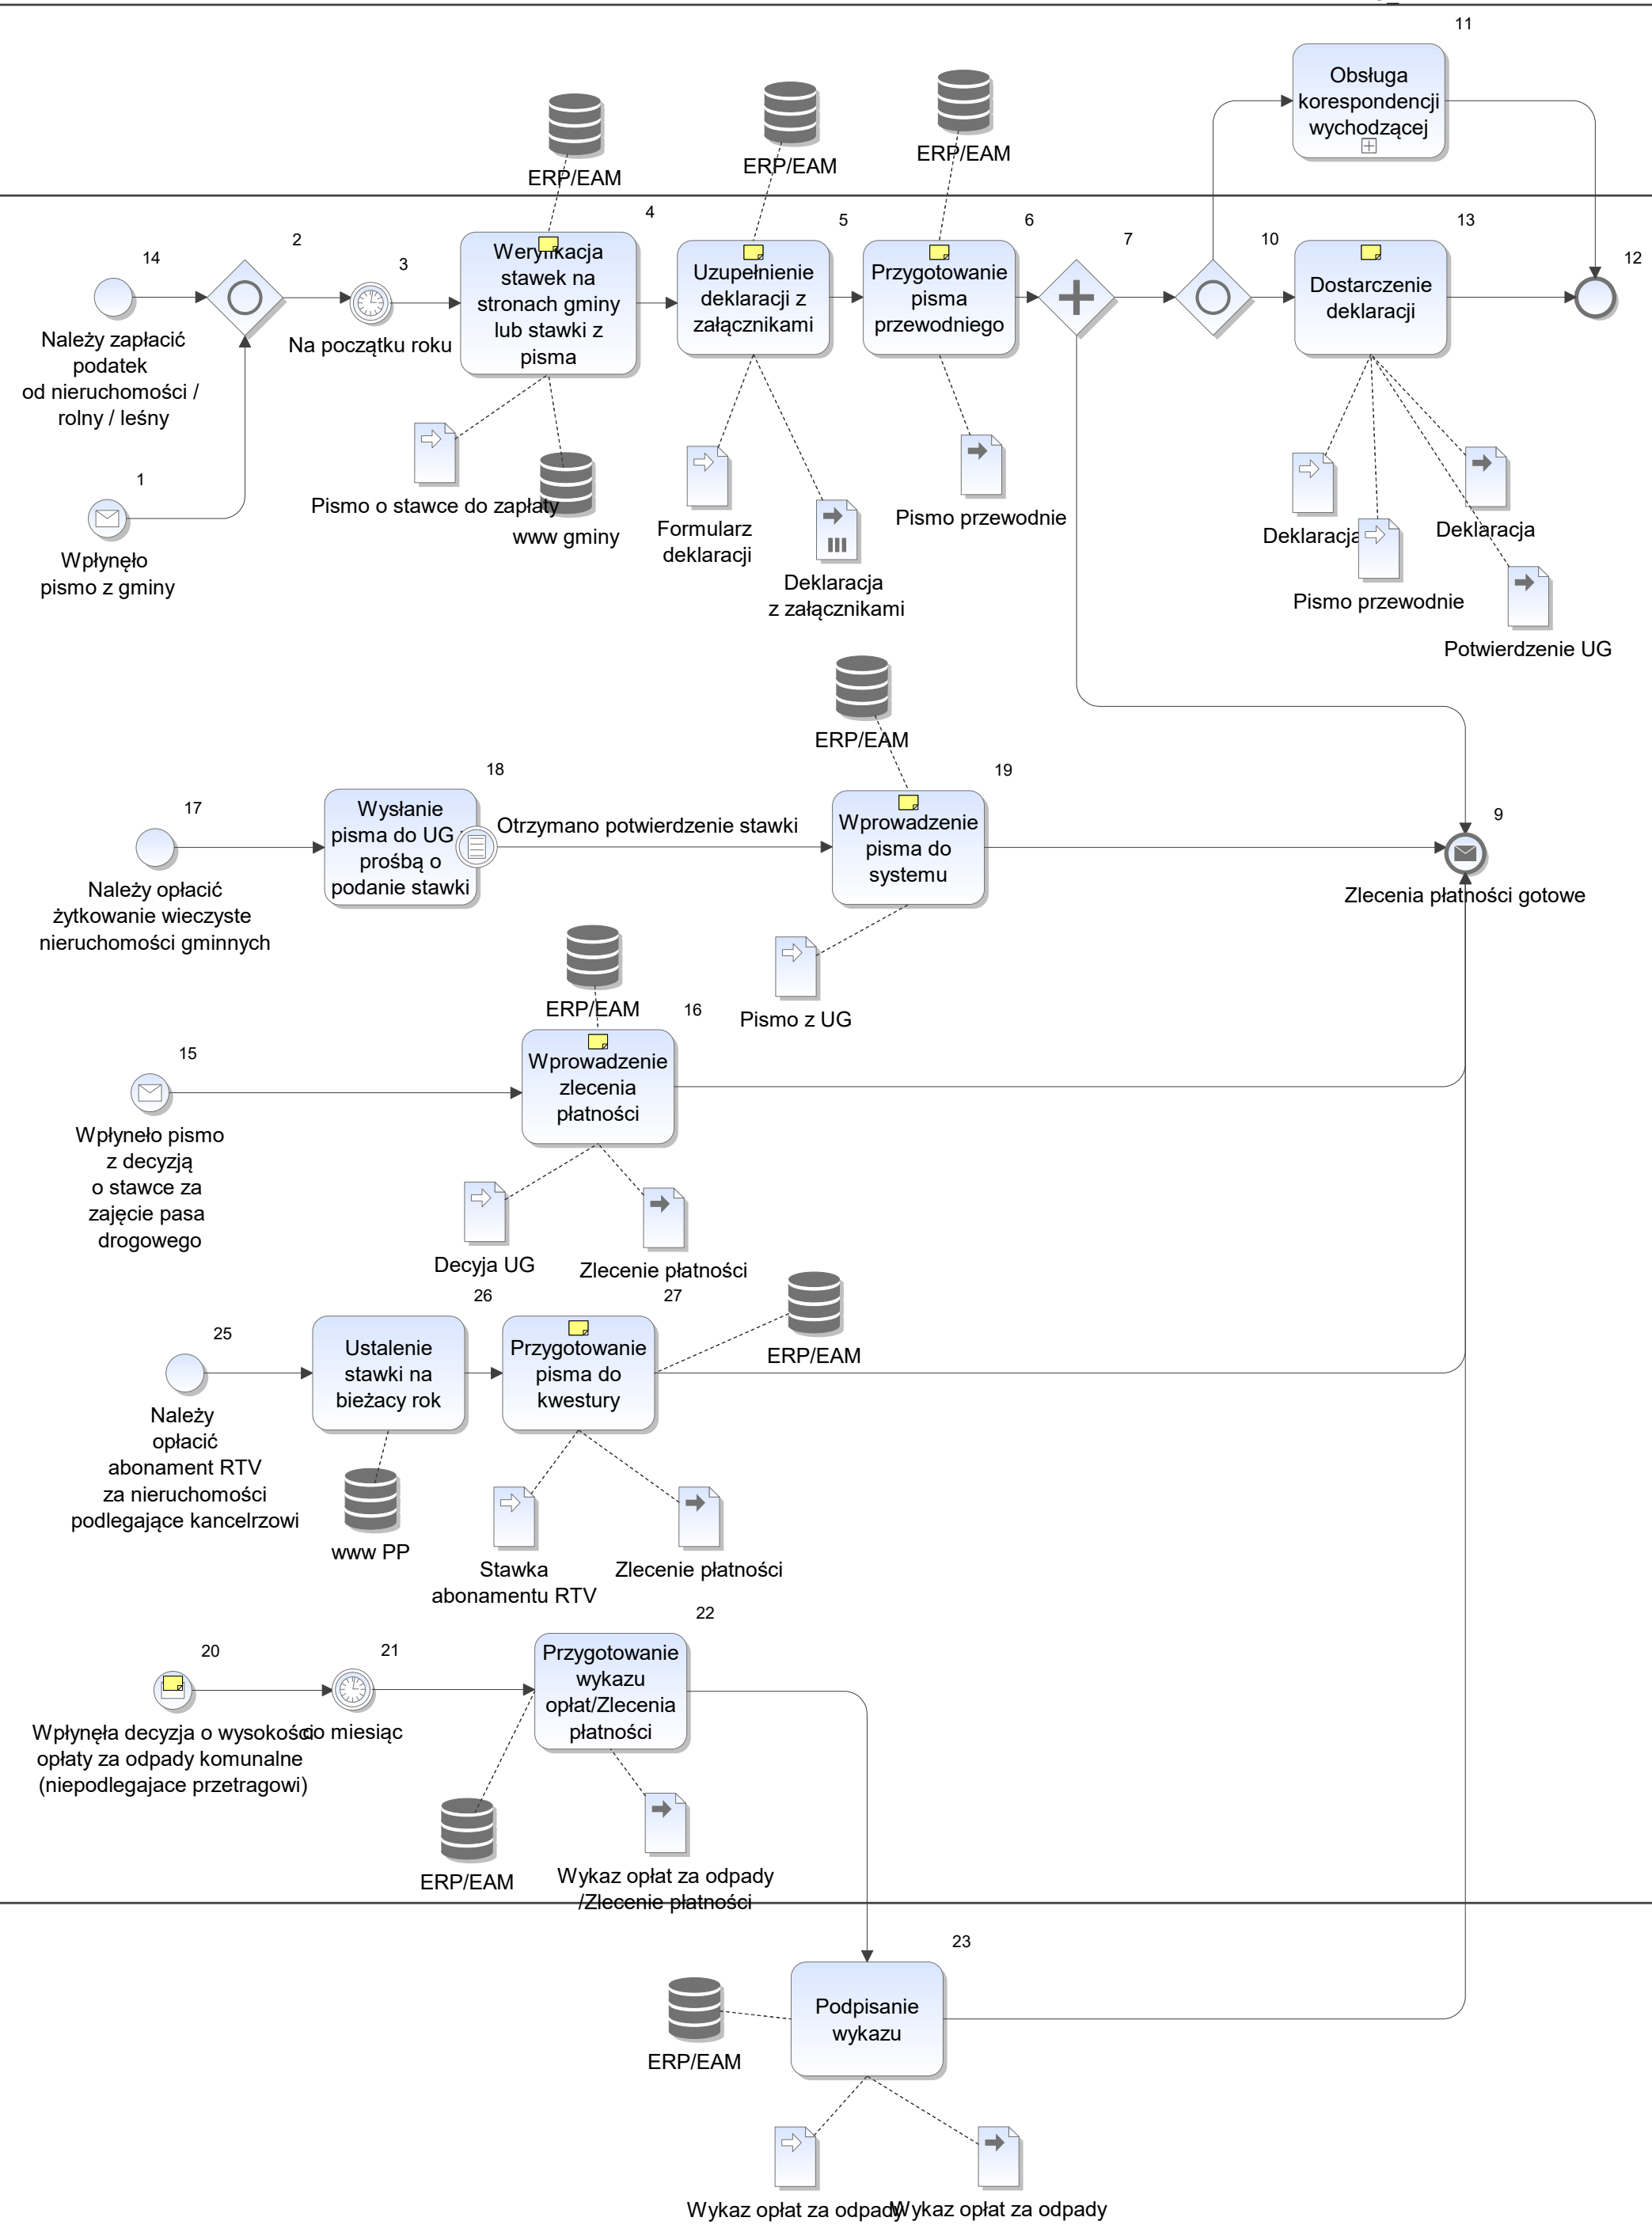 11
Obsługa
korespondencji
wychodzącej
ERP/EAM
ERP/EAM
ERP/EAM
14
2
3
4
5
6
7
10
13
12
Należy zapłacić
podatek
od nieruchomości /
rolny / leśny
Na początku roku
Weryfikacja
stawek na
stronach gminy
lub stawki z
pisma
Uzupełnienie
deklaracji z
załącznikami
Przygotowanie
pisma
przewodniego
Dostarczenie
deklaracji
1
Wpłynęło
pismo z gminy
Pismo o stawce do zapłaty
www gminy
Formularz
deklaracji
Deklaracja
z załącznikami
Pismo przewodnie
Deklaracja
Pismo przewodnie
Deklaracja
Potwierdzenie UG
ERP/EAM
17
18
19
9
Należy opłacić
żytkowanie wieczyste
nieruchomości gminnych
Wysłanie
pisma do UG
prośbą o
podanie stawki
Otrzymano potwierdzenie stawki
Wprowadzenie
pisma do
systemu
Zlecenia płatności gotowe
Pismo z UG
ERP/EAM
15
16
Wpłyneło pismo
z decyzją
o stawce za
zajęcie pasa
drogowego
Wprowadzenie
zlecenia
płatności
Decyja UG
Zlecenie płatności
25
26
27
Należy
opłacić
abonament RTV
za nieruchomości
podlegające kancelrzowi
Ustalenie
stawki na
bieżacy rok
Przygotowanie
pisma do
kwestury
ERP/EAM
www PP
Stawka
abonamentu RTV
Zlecenie płatności
20
21
22
Wpłynęła decyzja o wysokości
opłaty za odpady komunalne
(niepodlegajace przetragowi)
co miesiąc
Przygotowanie
wykazu
opłat/Zlecenia
płatności
ERP/EAM
Wykaz opłat za odpady
/Zlecenie płatności
23
Podpisanie
wykazu
ERP/EAM
Wykaz opłat za odpady
Wykaz opłat za odpady